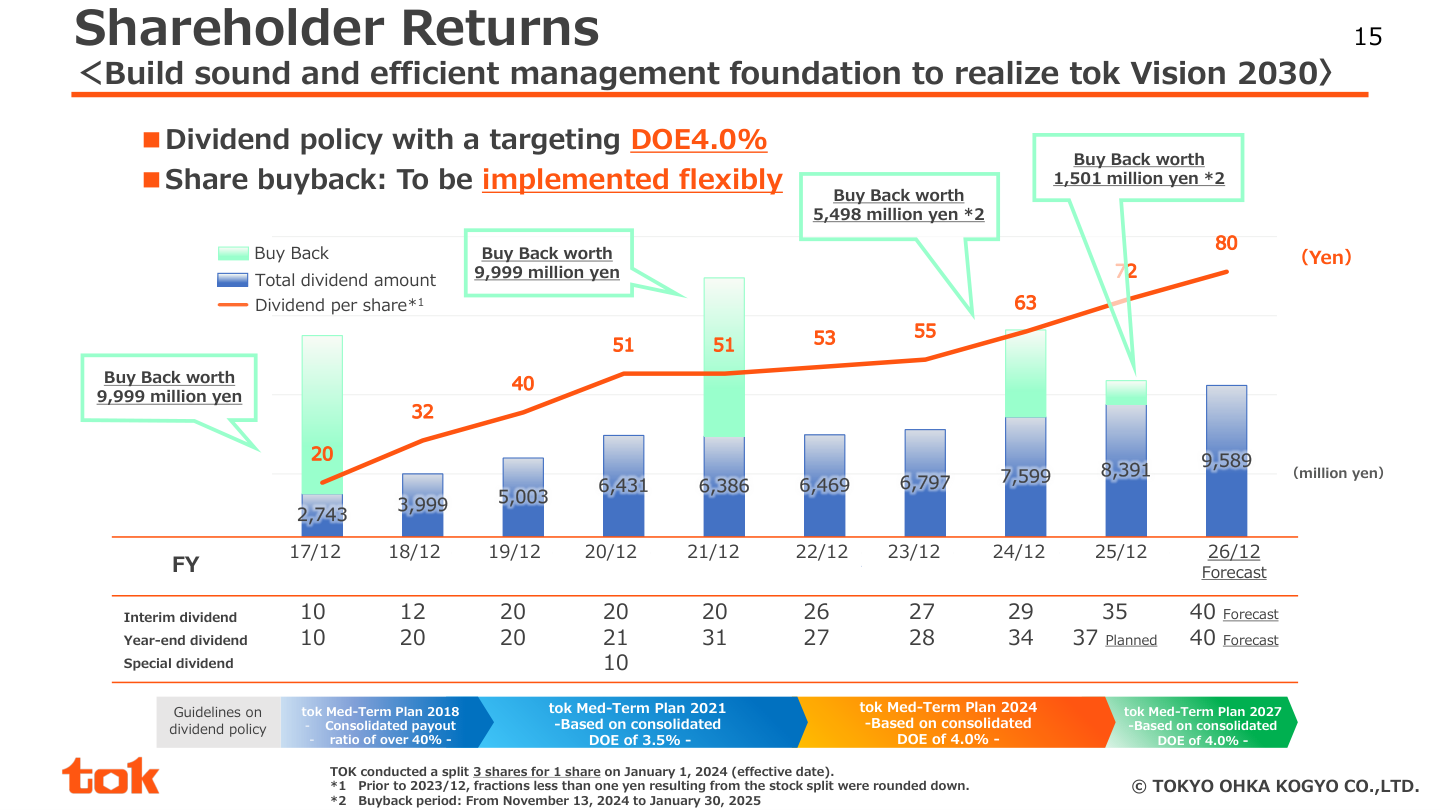 Shareholder Returns
15
＜Build sound and efficient management foundation to realize tok Vision 2030〉
■Dividend policy with a targeting DOE4.0%
■Share buyback: To be implemented flexibly
Buy Back worth
1,501 million yen *2
Buy Back worth
5,498 million yen *2
Buy Back worth
9,999 million yen
Buy Back worth
9,999 million yen
Buy Back
Total dividend amount
Dividend per share*1
20
32
40
51
51
53
55
63
72
80
（Yen）
2,743
3,999
5,003
6,431
6,386
6,469
6,797
7,599
8,391
9,589
（million yen）
FY
17/12 18/12 19/12 20/12 21/12 22/12 23/12 24/12 25/12 26/12
Forecast
Interim dividend 10 12 20 20 20 26 27 29 35 40 Forecast
Year-end dividend 10 20 20 21 31 27 28 34 37 Planned 40 Forecast
Special dividend 10
Guidelines on
dividend policy
tok Med-Term Plan 2018
- Consolidated payout
- ratio of over 40% -
tok Med-Term Plan 2021
-Based on consolidated
DOE of 3.5% -
tok Med-Term Plan 2024
-Based on consolidated
DOE of 4.0% -
tok Med-Term Plan 2027
-Based on consolidated
DOE of 4.0% -
tok
TOK conducted a split 3 shares for 1 share on January 1, 2024 (effective date).
*1 Prior to 2023/12, fractions less than one yen resulting from the stock split were rounded down.
*2 Buyback period: From November 13, 2024 to January 30, 2025
© TOKYO OHKA KOGYO CO.,LTD.